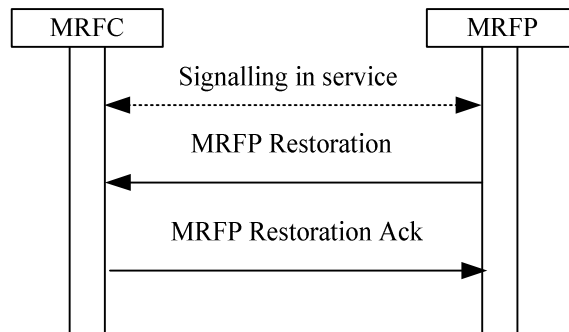 MRFC
MRFP
Signalling in service
MRFP Restoration
MRFP Restoration Ack